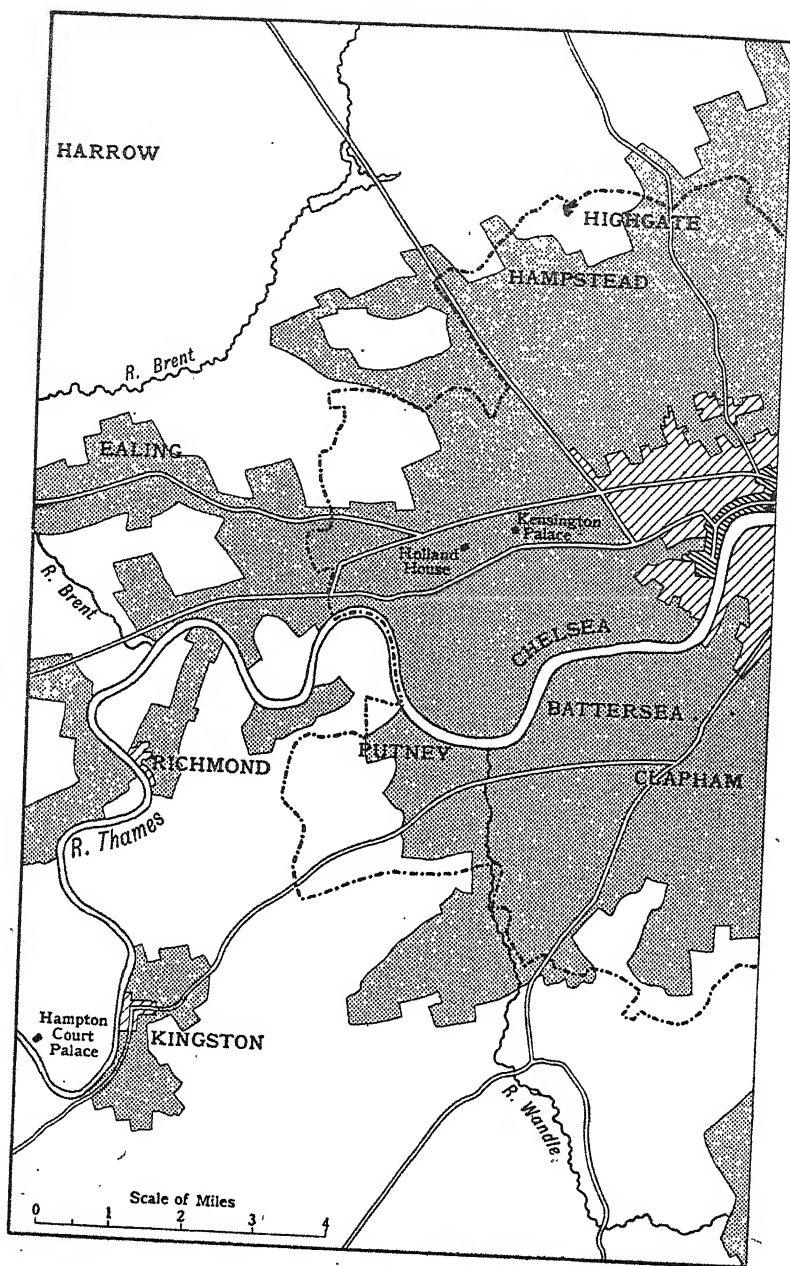 HARROW
HIGHGATE
HAMPSTEAD
R. Brent
EALING
Kensington
Palace
Holland
House
R. Brent
CHELSEA
BATTERSEA
PUTNEY
RICHMOND
CLAPHAM
R. Thames
Hampton
Court
Palace
KINGSTON
R. Wandle
Scale of Miles
0 1 2 3 4